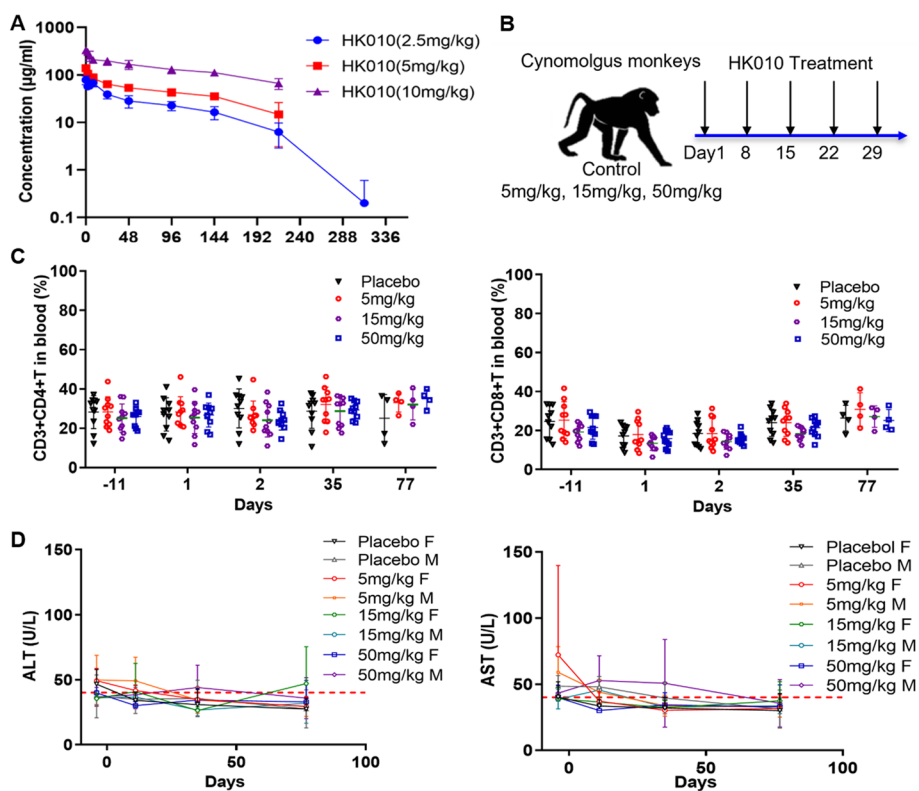 A
Concentration (μg/ml)
1000
100
10
1
0.1
0 48 96 144 192 240 288 336
HK010(2.5mg/kg)
HK010(5mg/kg)
HK010(10mg/kg)
B
Cynomolgus monkeys
HK010 Treatment
Control
5mg/kg, 15mg/kg, 50mg/kg
Day1 8 15 22 29
C
CD3+CD4+T in blood (%)
100
80
60
40
20
0
-11 1 2 35 77
Days
Placebo
5mg/kg
15mg/kg
50mg/kg
CD3+CD8+T in blood (%)
100
80
60
40
20
0
-11 1 2 35 77
Days
Placebo
5mg/kg
15mg/kg
50mg/kg
D
ALT (U/L)
150
100
50
0
0 50 100
Days
Placebo F
Placebo M
5mg/kg F
5mg/kg M
15mg/kg F
15mg/kg M
50mg/kg F
50mg/kg M
AST (U/L)
150
100
50
0
0 50 100
Days
Placebol F
Placebo M
5mg/kg F
5mg/kg M
15mg/kg F
15mg/kg M
50mg/kg F
50mg/kg M